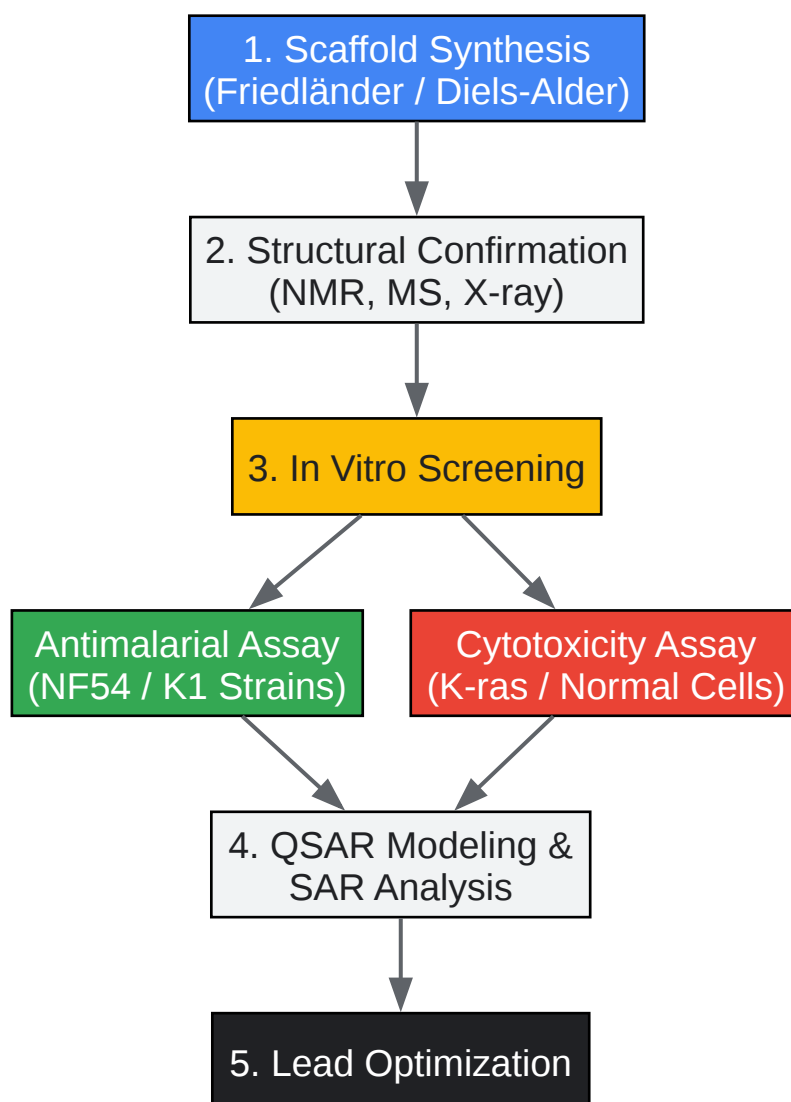 1. Scaffold Synthesis
(Friedländer / Diels-Alder)
2. Structural Confirmation
(NMR, MS, X-ray)
3. In Vitro Screening
Antimalarial Assay
(NF54 / K1 Strains)
Cytotoxicity Assay
(K-ras / Normal Cells)
4. QSAR Modeling &
SAR Analysis
5. Lead Optimization